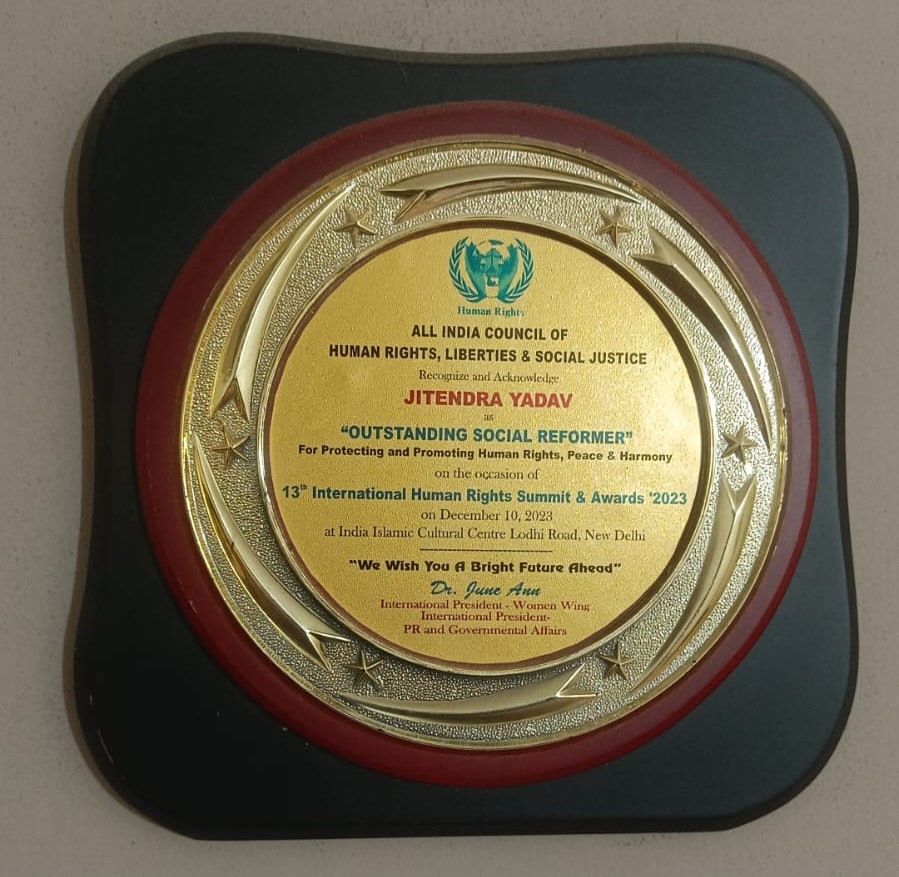 Human Rights
ALL INDIA COUNCIL OF
HUMAN RIGHTS, LIBERTIES & SOCIAL JUSTICE
Recognize and Acknowledge
JITENDRA YADAV
as
“OUTSTANDING SOCIAL REFORMER”
For Protecting and Promoting Human Rights, Peace & Harmony
on the occasion of
13th International Human Rights Summit & Awards '2023
on December 10, 2023
at India Islamic Cultural Centre Lodhi Road, New Delhi
"We Wish You A Bright Future Ahead"
Dr. June Ann
International President - Women Wing
International President-
PR and Governmental Affairs